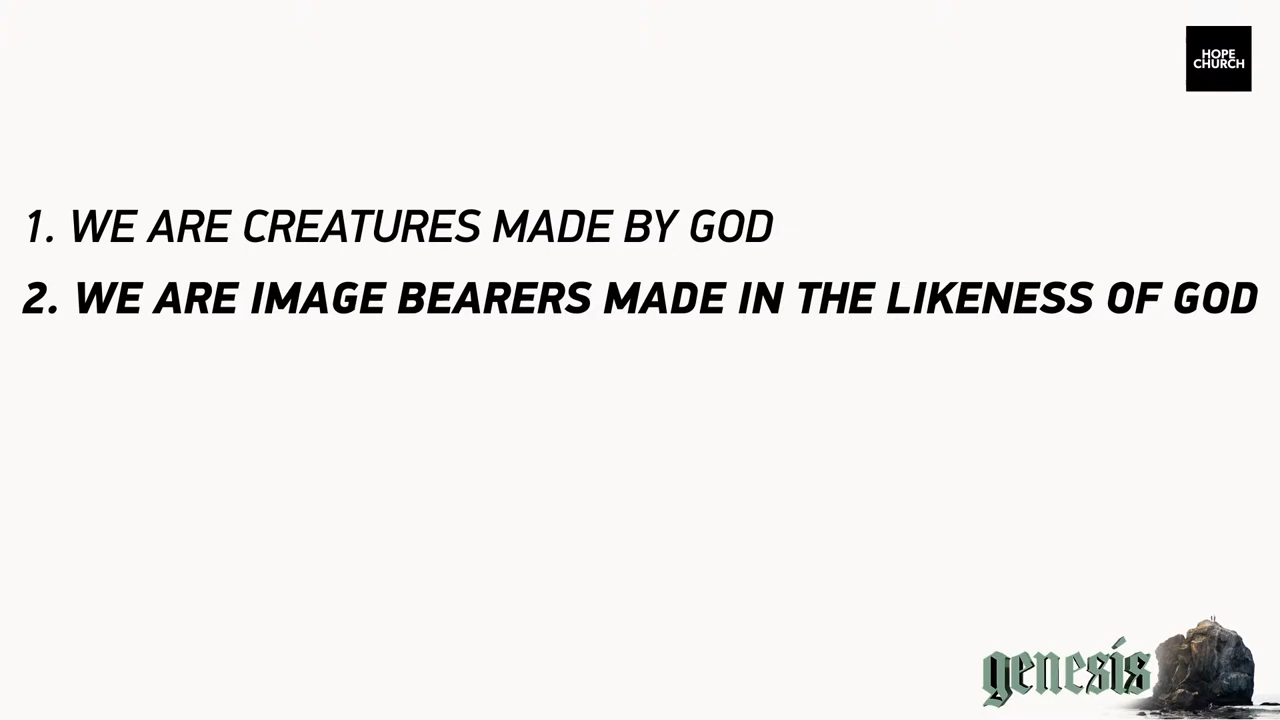 HOPE
CHURCH
1. WE ARE CREATURES MADE BY GOD
2. WE ARE IMAGE BEARERS MADE IN THE LIKENESS OF GOD
genesis